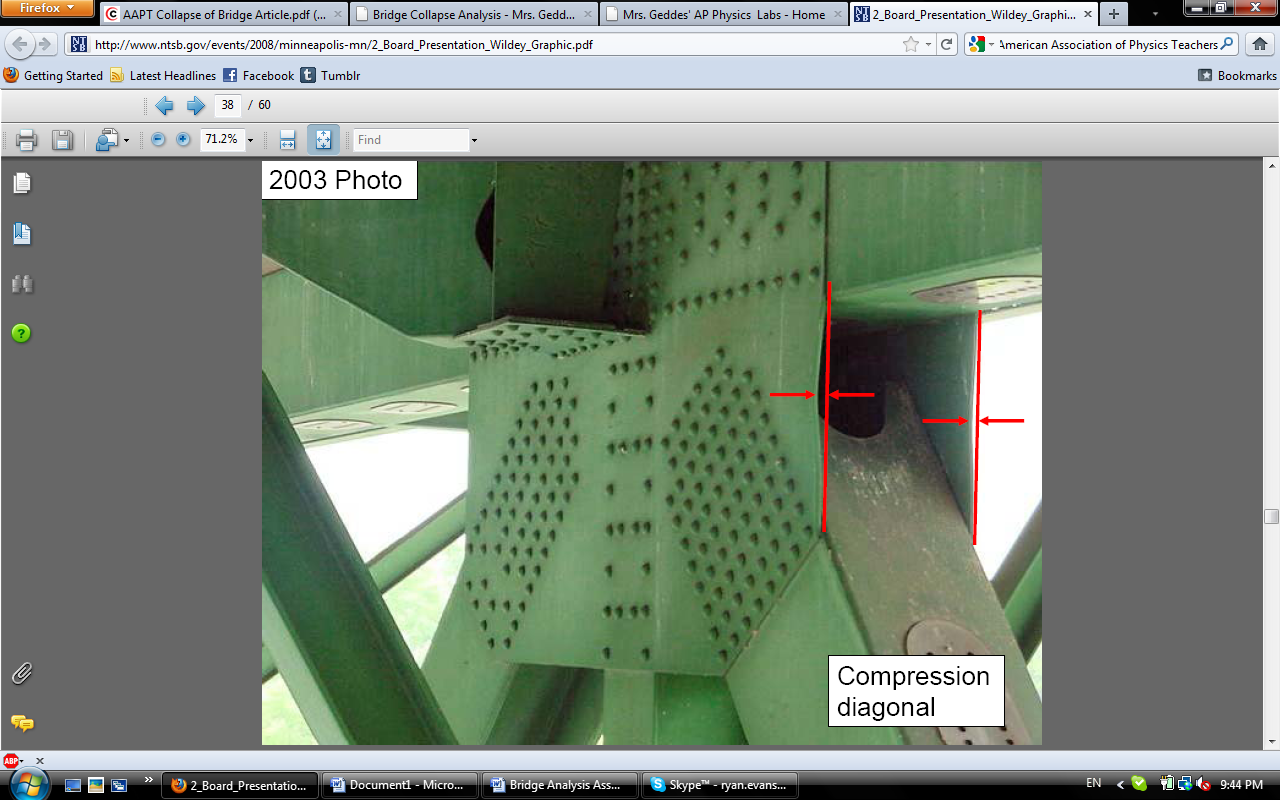 Firefox
AAPT Collapse of Bridge Article.pdf (...
Bridge Collapse Analysis - Mrs. Gedd...
Mrs. Geddes' AP Physics Labs - Home
2_Board_Presentation_Wildey_Graphi...
http://www.ntsb.gov/events/2008/minneapolis-mn/2_Board_Presentation_Wildey_Graphic.pdf
American Association of Physics Teachers
Getting Started
Latest Headlines
Facebook
Tumblr
Bookmarks
38 / 60
71.2%
Find
2003 Photo
Compression
diagonal
ABP
2_Board_Presentatio...
Document1 - Micro...
Bridge Analysis Ass...
Skype™ - ryan.evans...
EN
9:44 PM